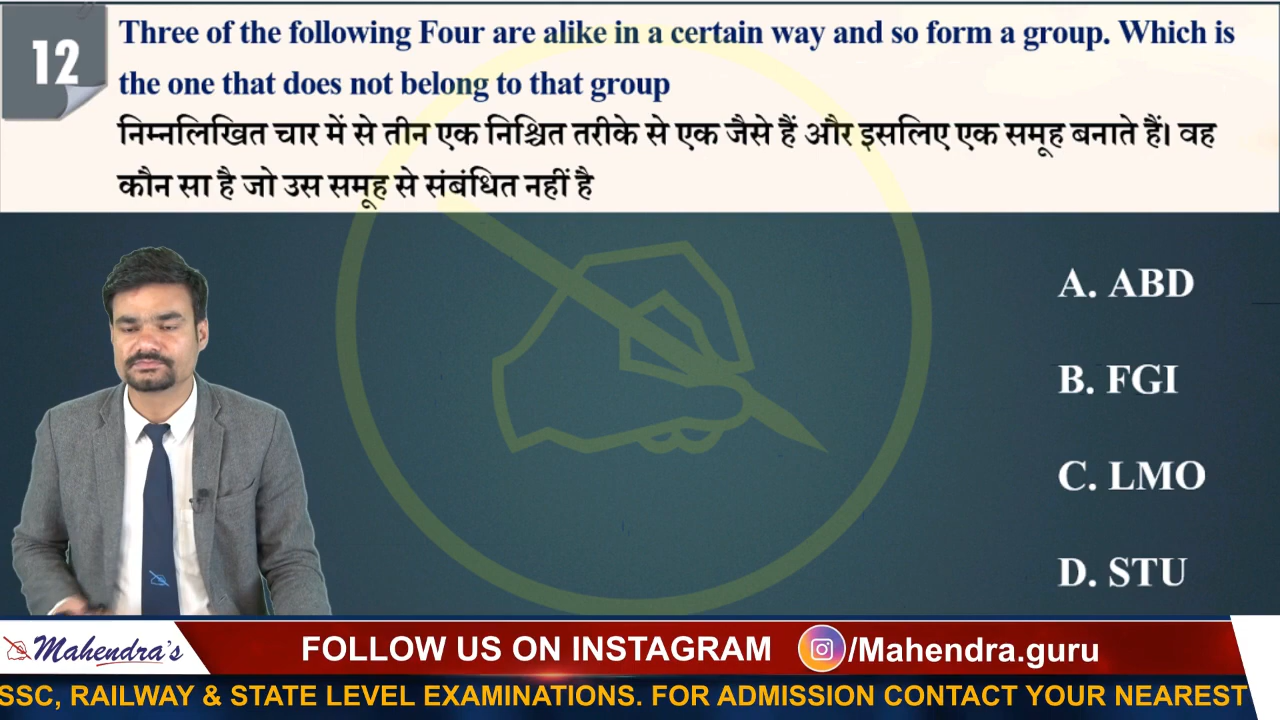 12
Three of the following Four are alike in a certain way and so form a group. Which is
the one that does not belong to that group
निम्नलिखित चार में से तीन एक निश्चित तरीके से एक जैसे हैं और इसलिए एक समूह बनाते हैं। वह
कौन सा है जो उस समूह से संबंधित नहीं है
A. ABD
B. FGI
C. LMO
D. STU
Mahendra's
FOLLOW US ON INSTAGRAM /Mahendra.guru
SSC, RAILWAY & STATE LEVEL EXAMINATIONS. FOR ADMISSION CONTACT YOUR NEAREST